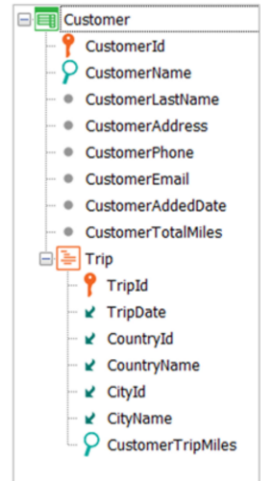 Customer
CustomerId
CustomerName
CustomerLastName
CustomerAddress
CustomerPhone
CustomerEmail
CustomerAddedDate
CustomerTotalMiles
Trip
TripId
TripDate
CountryId
CountryName
CityId
CityName
CustomerTripMiles